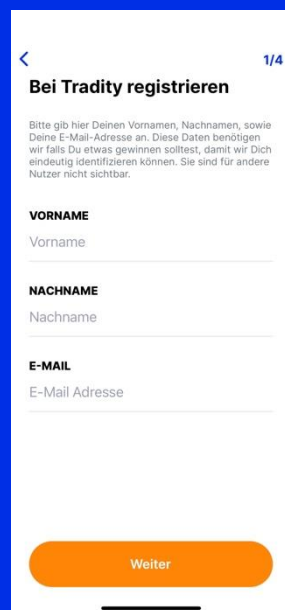 1/4
Bei Tradity registrieren
Bitte gib hier Deinen Vornamen, Nachnamen, sowie
Deine E-Mail-Adresse an. Diese Daten benötigen
wir falls Du etwas gewinnen solltest, damit wir Dich
eindeutig identifizieren können. Sie sind für andere
Nutzer nicht sichtbar.
VORNAME
Vorname
NACHNAME
Nachname
E-MAIL
E-Mail Adresse
Weiter